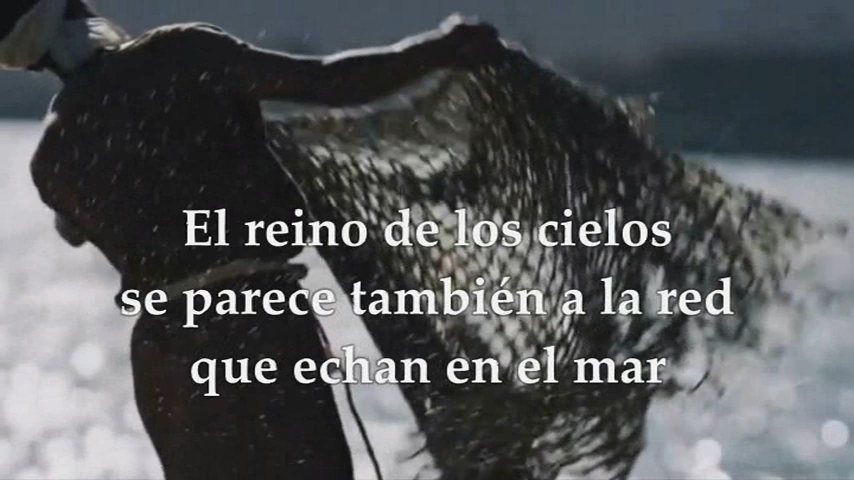 El reino de los cielos
se parece también a la red
que echan en el mar